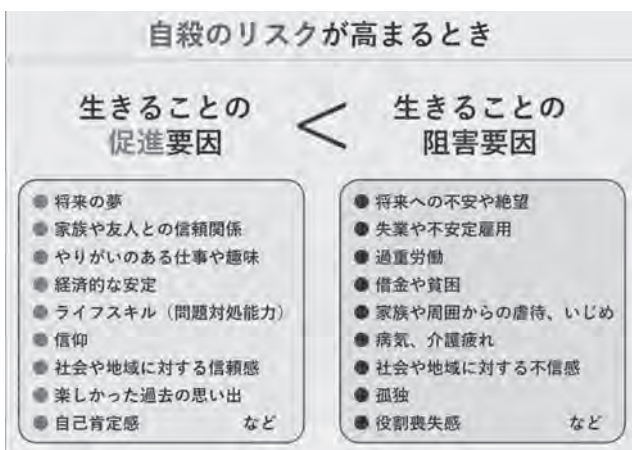 自殺のリスクが高まるとき
生きることの
促進要因
<
生きることの
阻害要因
● 将来の夢
● 家族や友人との信頼関係
● やりがいのある仕事や趣味
● 経済的な安定
● ライフスキル（問題対処能力）
● 信仰
● 社会や地域に対する信頼感
● 楽しかった過去の思い出
● 自己肯定感 など
● 将来への不安や絶望
● 失業や不安定雇用
● 過重労働
● 借金や貧困
● 家族や周囲からの虐待、いじめ
● 病気、介護疲れ
● 社会や地域に対する不信感
● 孤独
● 役割喪失感 など